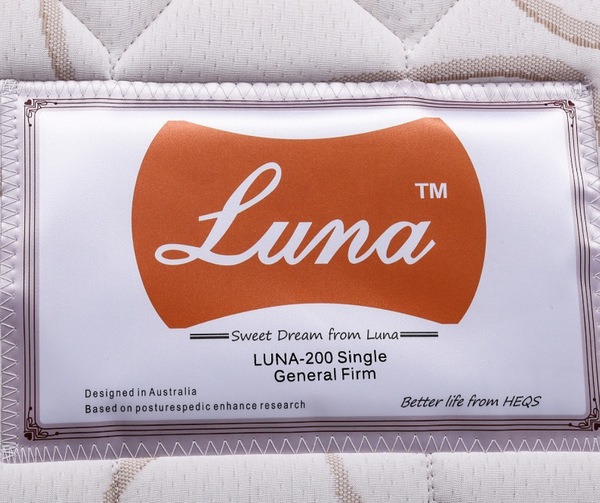 Luna TM
Sweet Dream from Luna
LUNA-200 Single
General Firm
Designed in Australia
Based on posturespedic enhance research
Better life from HEQS